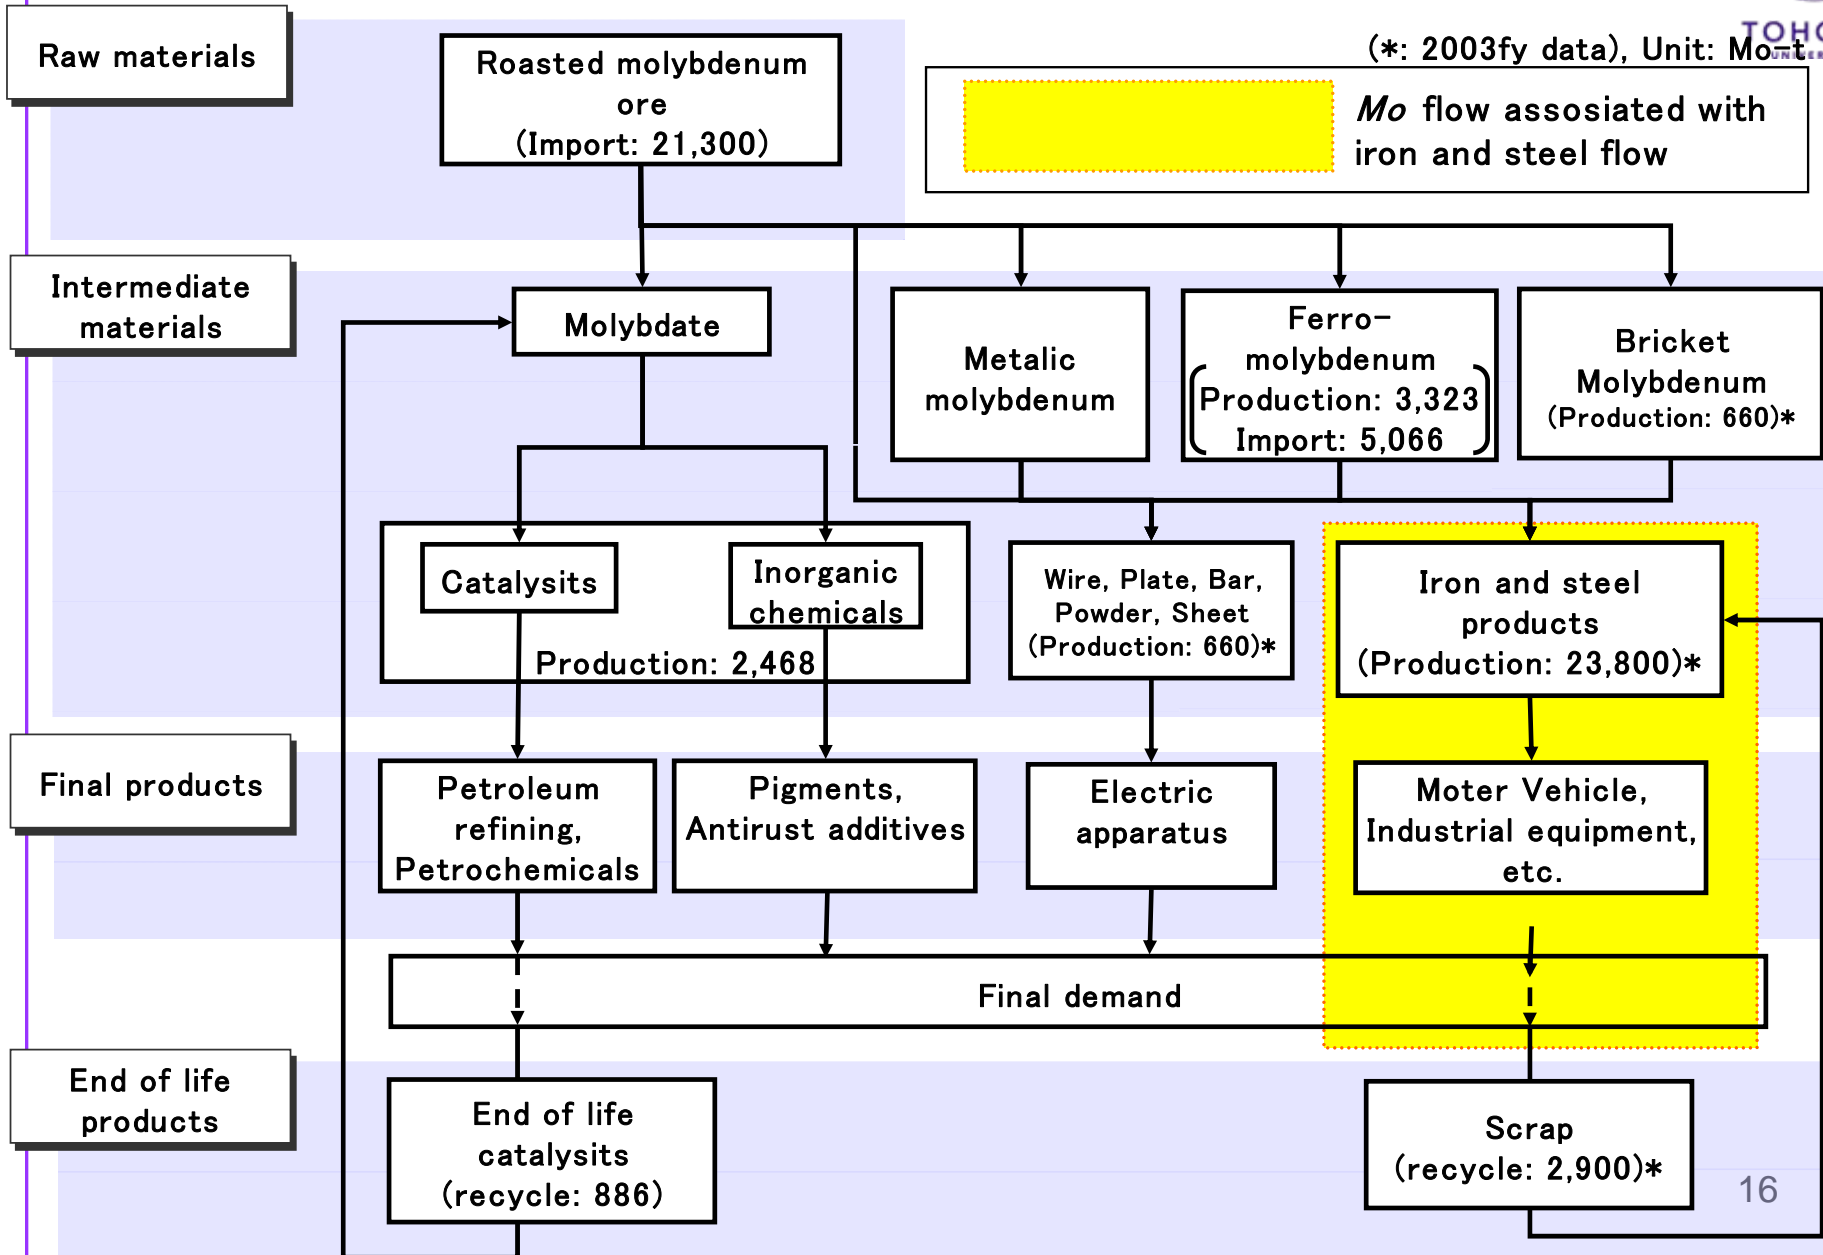 Raw materials
Roasted molybdenum
ore
(Import: 21,300)
(*: 2003fy data), Unit: Mo-t
Mo flow assosiated with
iron and steel flow
Intermediate
materials
Molybdate
Metalic
molybdenum
Ferro-
molybdenum
Production: 3,323
Import: 5,066
Bricket
Molybdenum
(Production: 660)*
Catalysits
Inorganic
chemicals
Production: 2,468
Wire, Plate, Bar,
Powder, Sheet
(Production: 660)*
Iron and steel
products
(Production: 23,800)*
Final products
Petroleum
refining,
Petrochemicals
Pigments,
Antirust additives
Electric
apparatus
Moter Vehicle,
Industrial equipment,
etc.
Final demand
End of life
products
End of life
catalysits
(recycle: 886)
Scrap
(recycle: 2,900)*
16